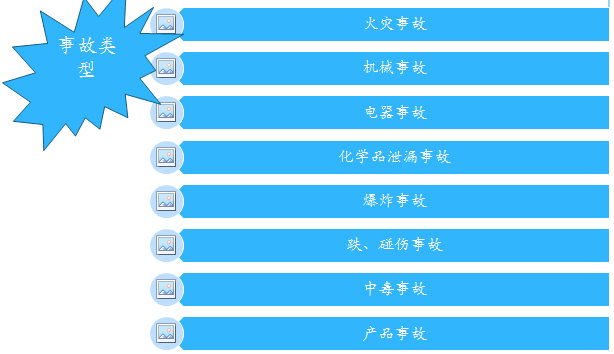 事故类
型
火灾事故
机械事故
电器事故
化学品泄漏事故
爆炸事故
跌、碰伤事故
中毒事故
产品事故